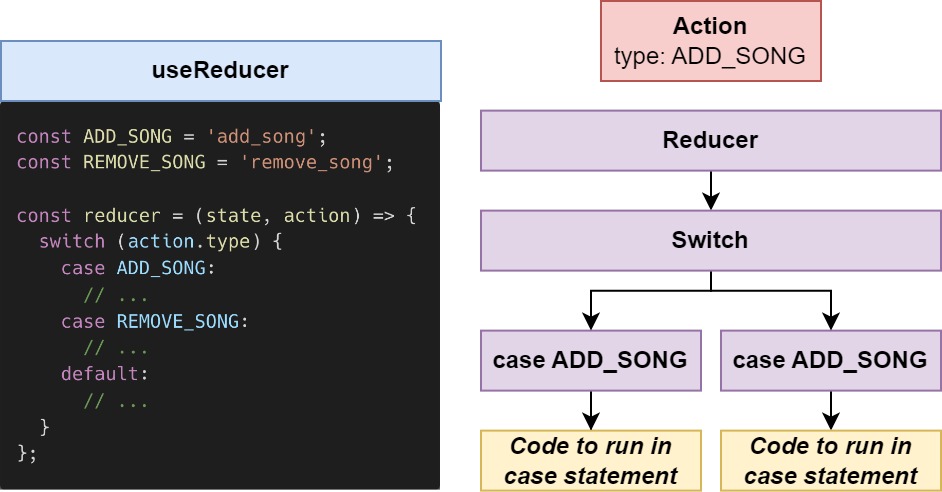 useReducer
const ADD_SONG = 'add_song';
const REMOVE_SONG = 'remove_song';
const reducer = (state, action) => {
switch (action.type) {
case ADD_SONG:
// ...
case REMOVE_SONG:
// ...
default:
// ...
}
};
Action
type: ADD_SONG
Reducer
Switch
case ADD_SONG
case ADD_SONG
Code to run in
case statement
Code to run in
case statement